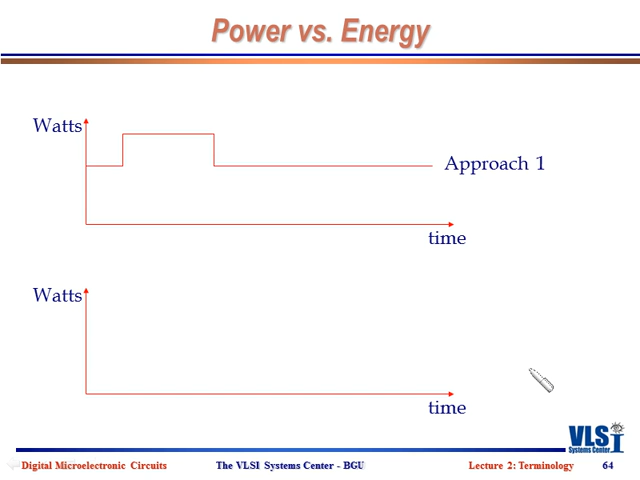 Power vs. Energy
Watts
Approach 1
time
Watts
time
VLSI
Systems Center
Digital Microelectronic Circuits
The VLSI Systems Center - BGU
Lecture 2: Terminology
64